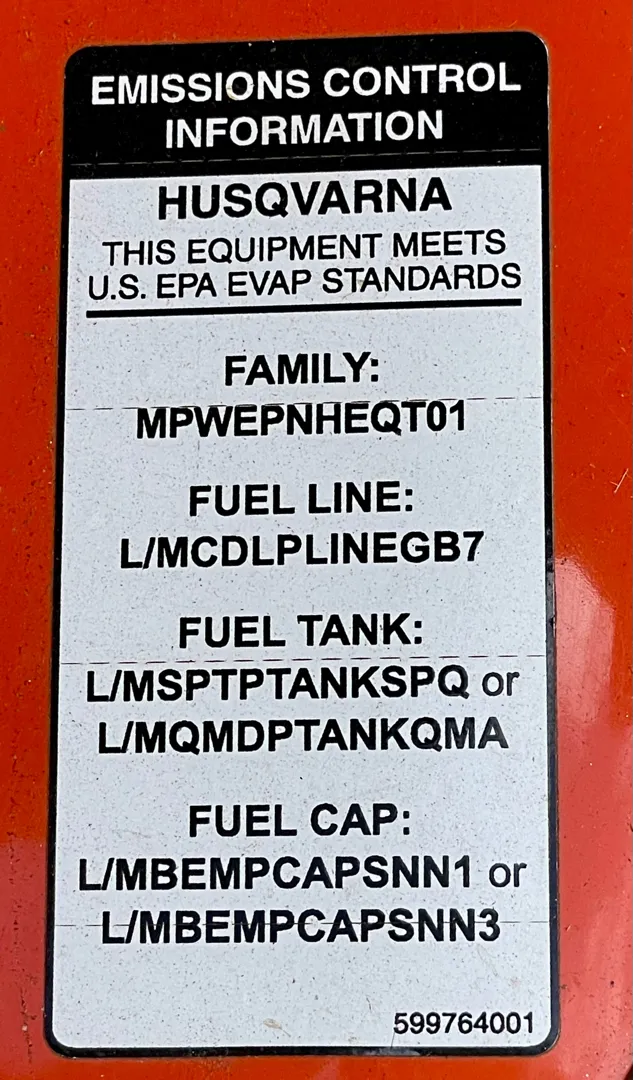 EMISSIONS CONTROL
INFORMATION
HUSQVARNA
THIS EQUIPMENT MEETS
U.S. EPA EVAP STANDARDS
FAMILY:
MPWEPNHEQT01
FUEL LINE:
L/MCDLPLINEGB7
FUEL TANK:
L/MSPTPTANKSPQ or
L/MQMDPTANKQMA
FUEL CAP:
L/MBEMPCAPSNN1 or
L/MBEMPCAPSNN3
599764001